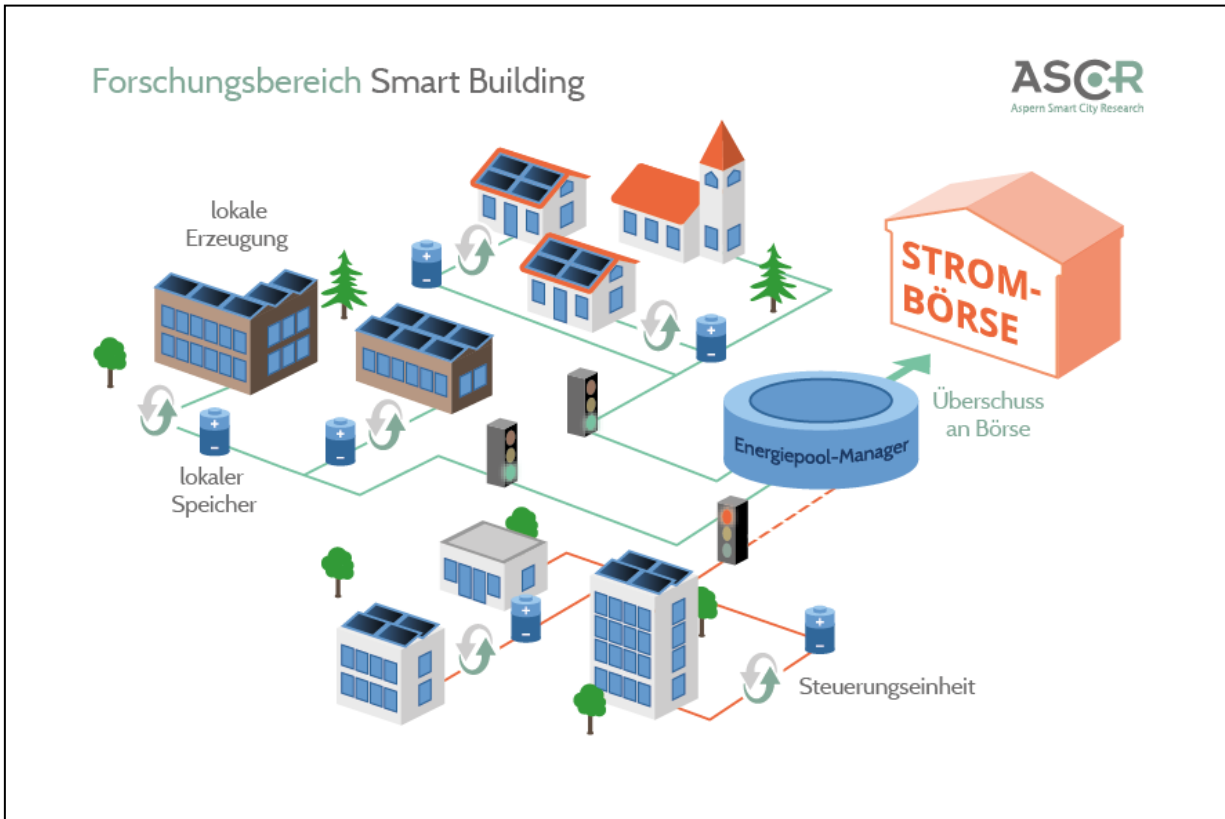 Forschungsbereich Smart Building
ASCR
Aspern Smart City Research
lokale
Erzeugung
STROM-
BÖRSE
Überschuss
an Börse
Energiepool-Manager
lokaler
Speicher
Steuerungseinheit